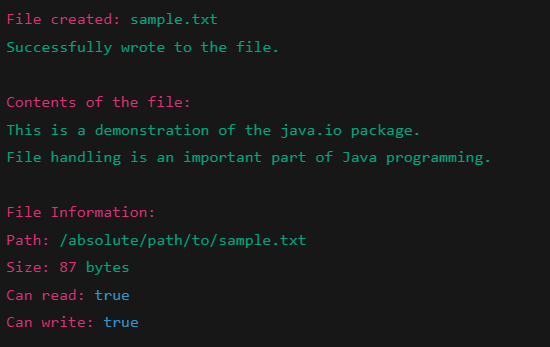 File created: sample.txt
Successfully wrote to the file.
Contents of the file:
This is a demonstration of the java.io package.
File handling is an important part of Java programming.
File Information:
Path: /absolute/path/to/sample.txt
Size: 87 bytes
Can read: true
Can write: true